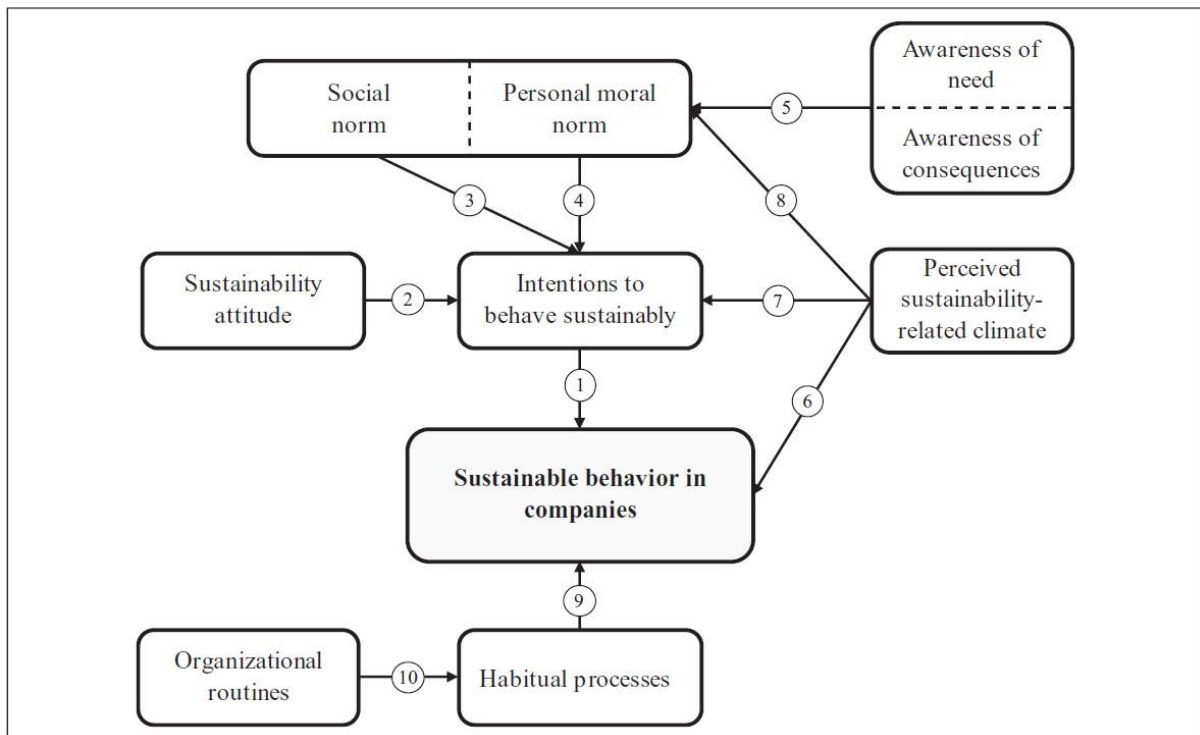 Social
norm
Personal moral
norm
Awareness of
need
Awareness of
consequences
5
3
4
8
Sustainability
attitude
2
Intentions to
behave sustainably
7
Perceived
sustainability-
related climate
1
6
Sustainable behavior in
companies
9
Organizational
routines
10
Habitual processes